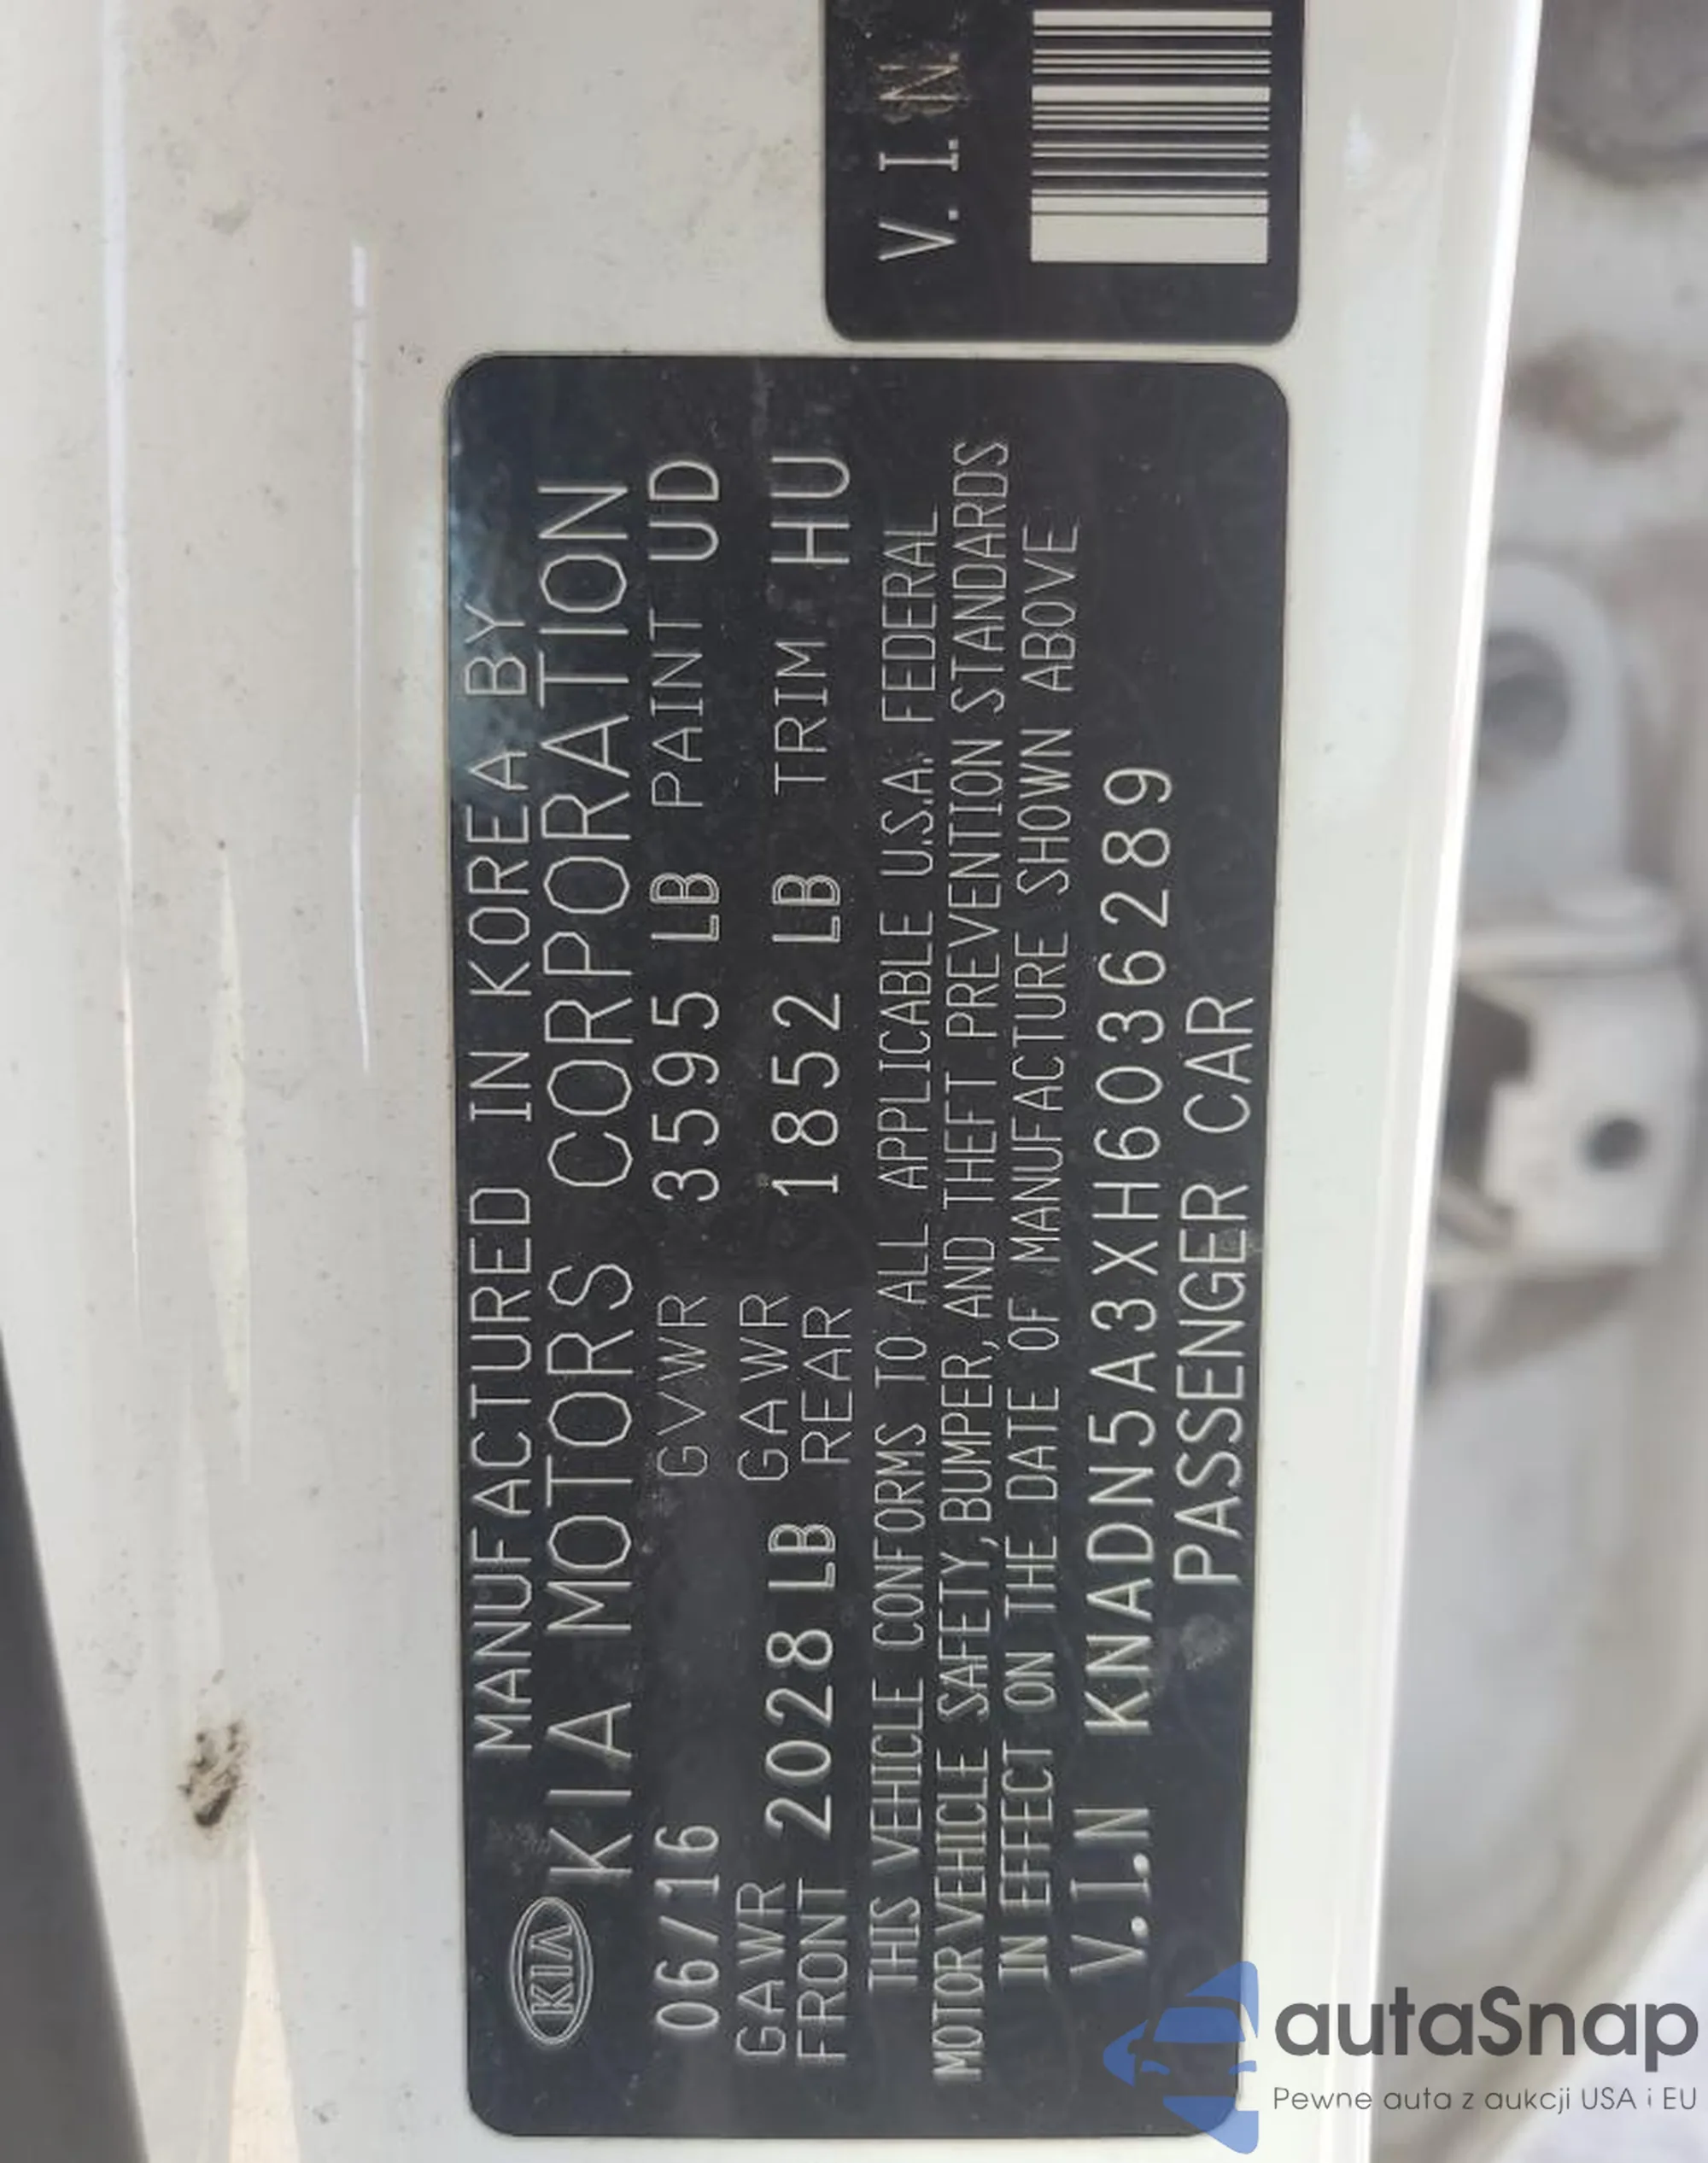 MANUFACTURED IN KOREA BY
KIA KIA MOTORS CORPORATION
06/16 GVWR 3595 LB PAINT UD
GAWR FRONT 2028 LB GAWR REAR 1852 LB TRIM HU
THIS VEHICLE CONFORMS TO ALL APPLICABLE U.S.A. FEDERAL
MOTOR VEHICLE SAFETY, BUMPER, AND THEFT PREVENTION STANDARDS
IN EFFECT ON THE DATE OF MANUFACTURE SHOWN ABOVE
V.I.N KNADN5A3XH6036289
PASSENGER CAR
V.I.N
autaSnap
Pewne auta z aukcji USA i EU